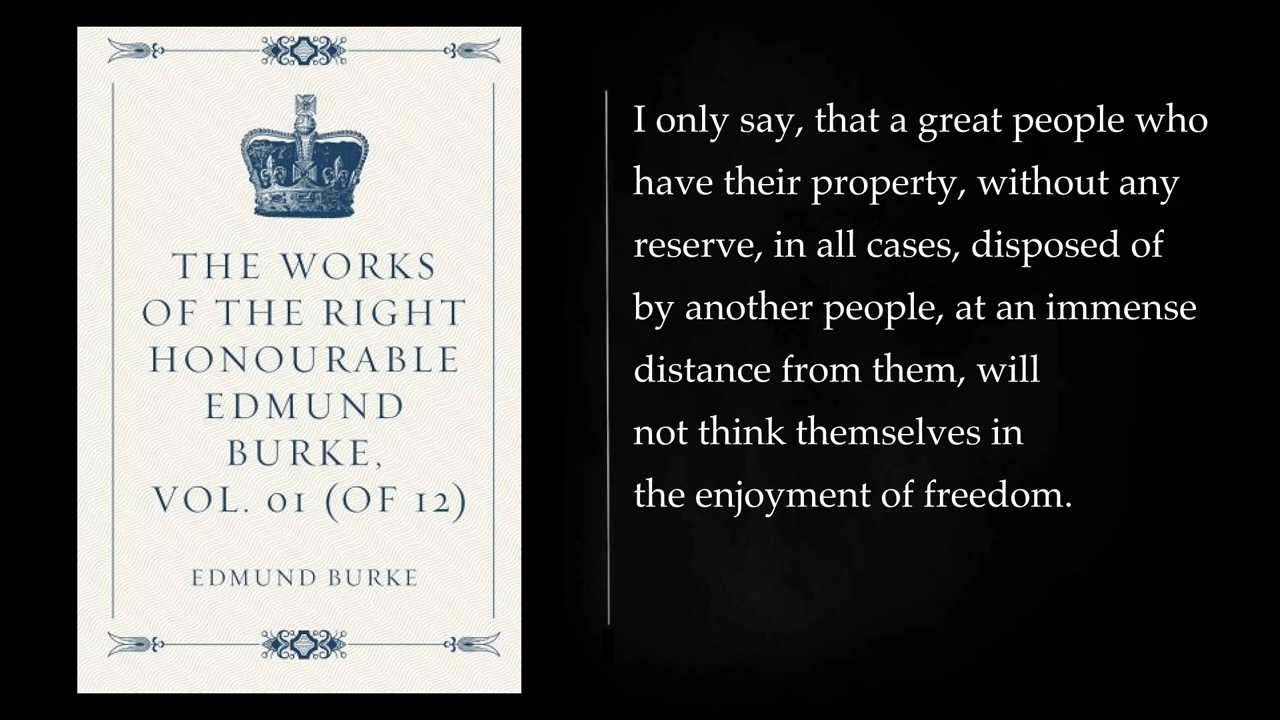 THE WORKS
OF THE RIGHT
HONOURABLE
EDMUND
BURKE,
VOL. 01 (OF 12)
EDMUND BURKE
I only say, that a great people who
have their property, without any
reserve, in all cases, disposed of
by another people, at an immense
distance from them, will
not think themselves in
the enjoyment of freedom.